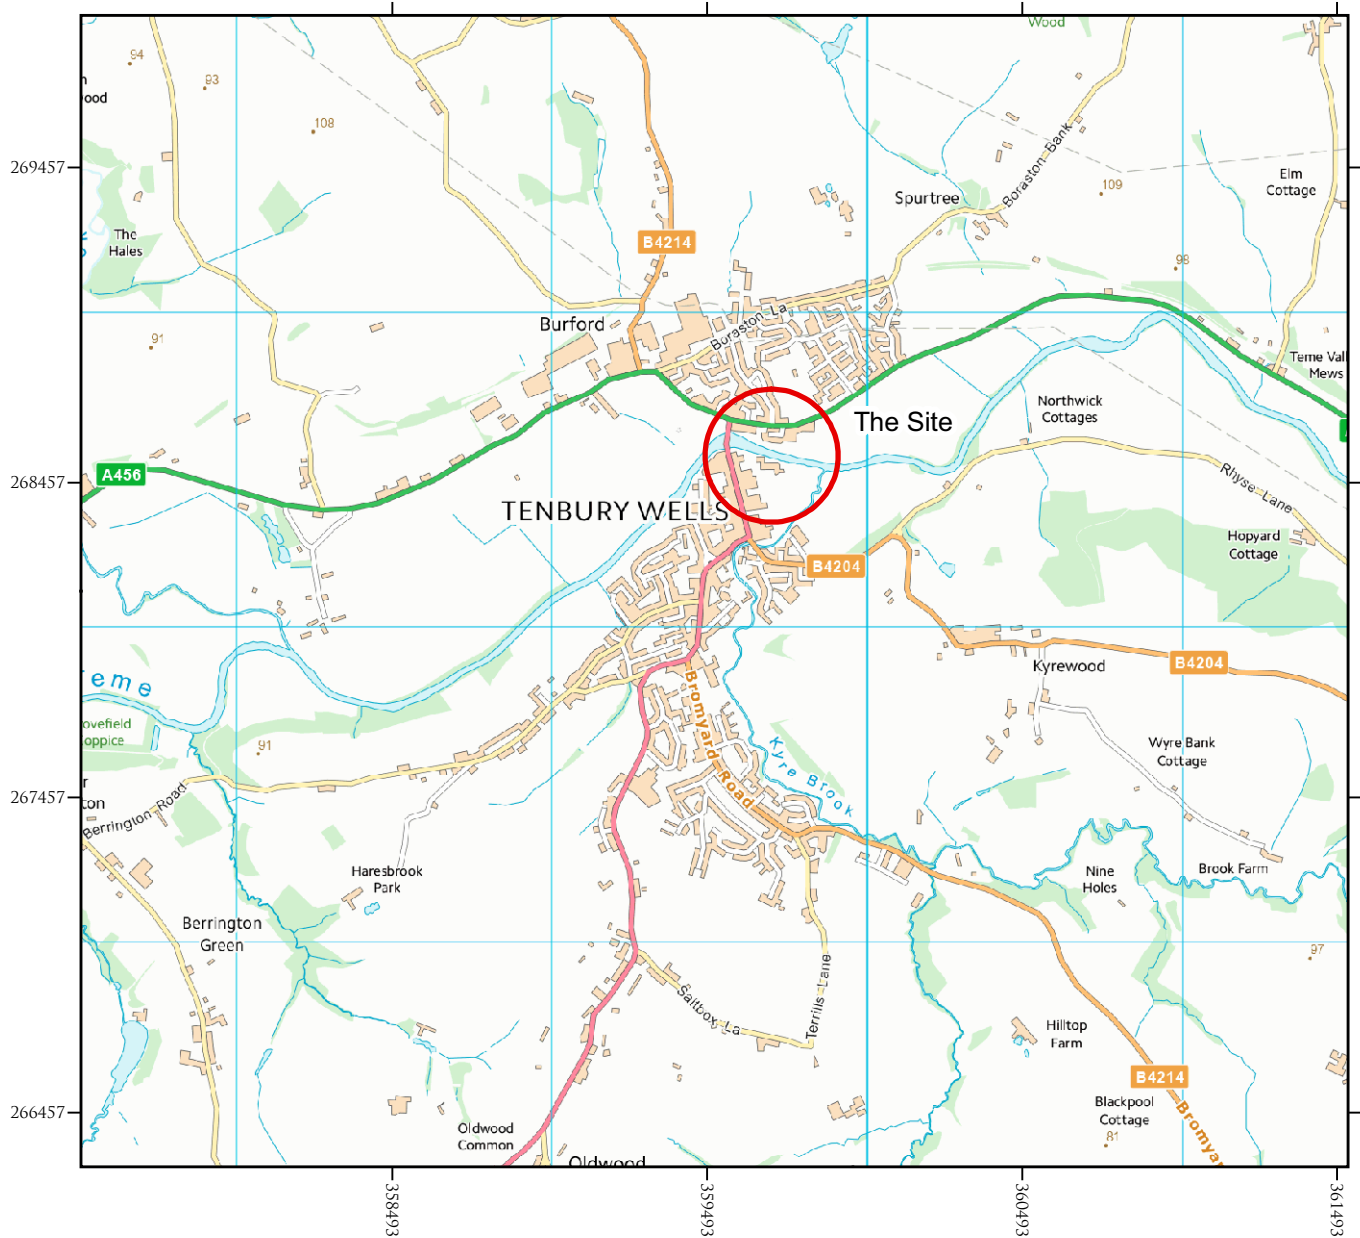 Wood
94
93
ood
108
269457
Boraston Bank
Elm
Cottage
109
Spurtree
The
Hales
B4214
98
Burford
Boraston La
91
Teme Vall
Mews
Northwick
Cottages
The Site
A456
268457
Rhyse Lane
TENBURY WELLS
Hopyard
Cottage
B4204
B4204
Kyrewood
eme
ovefield
oppice
91
Bromyard Road
Kyre Brook
Wyre Bank
Cottage
r
ton
267457
Berrington Road
Haresbrook
Park
Nine
Holes
Brook Farm
Berrington
Green
97
Saltbox La
Terrills Lane
Hilltop
Farm
B4214
266457
Blackpool
Cottage
81
Bromya
Oldwood
Common
Oldwood
358493
359493
360493
361493